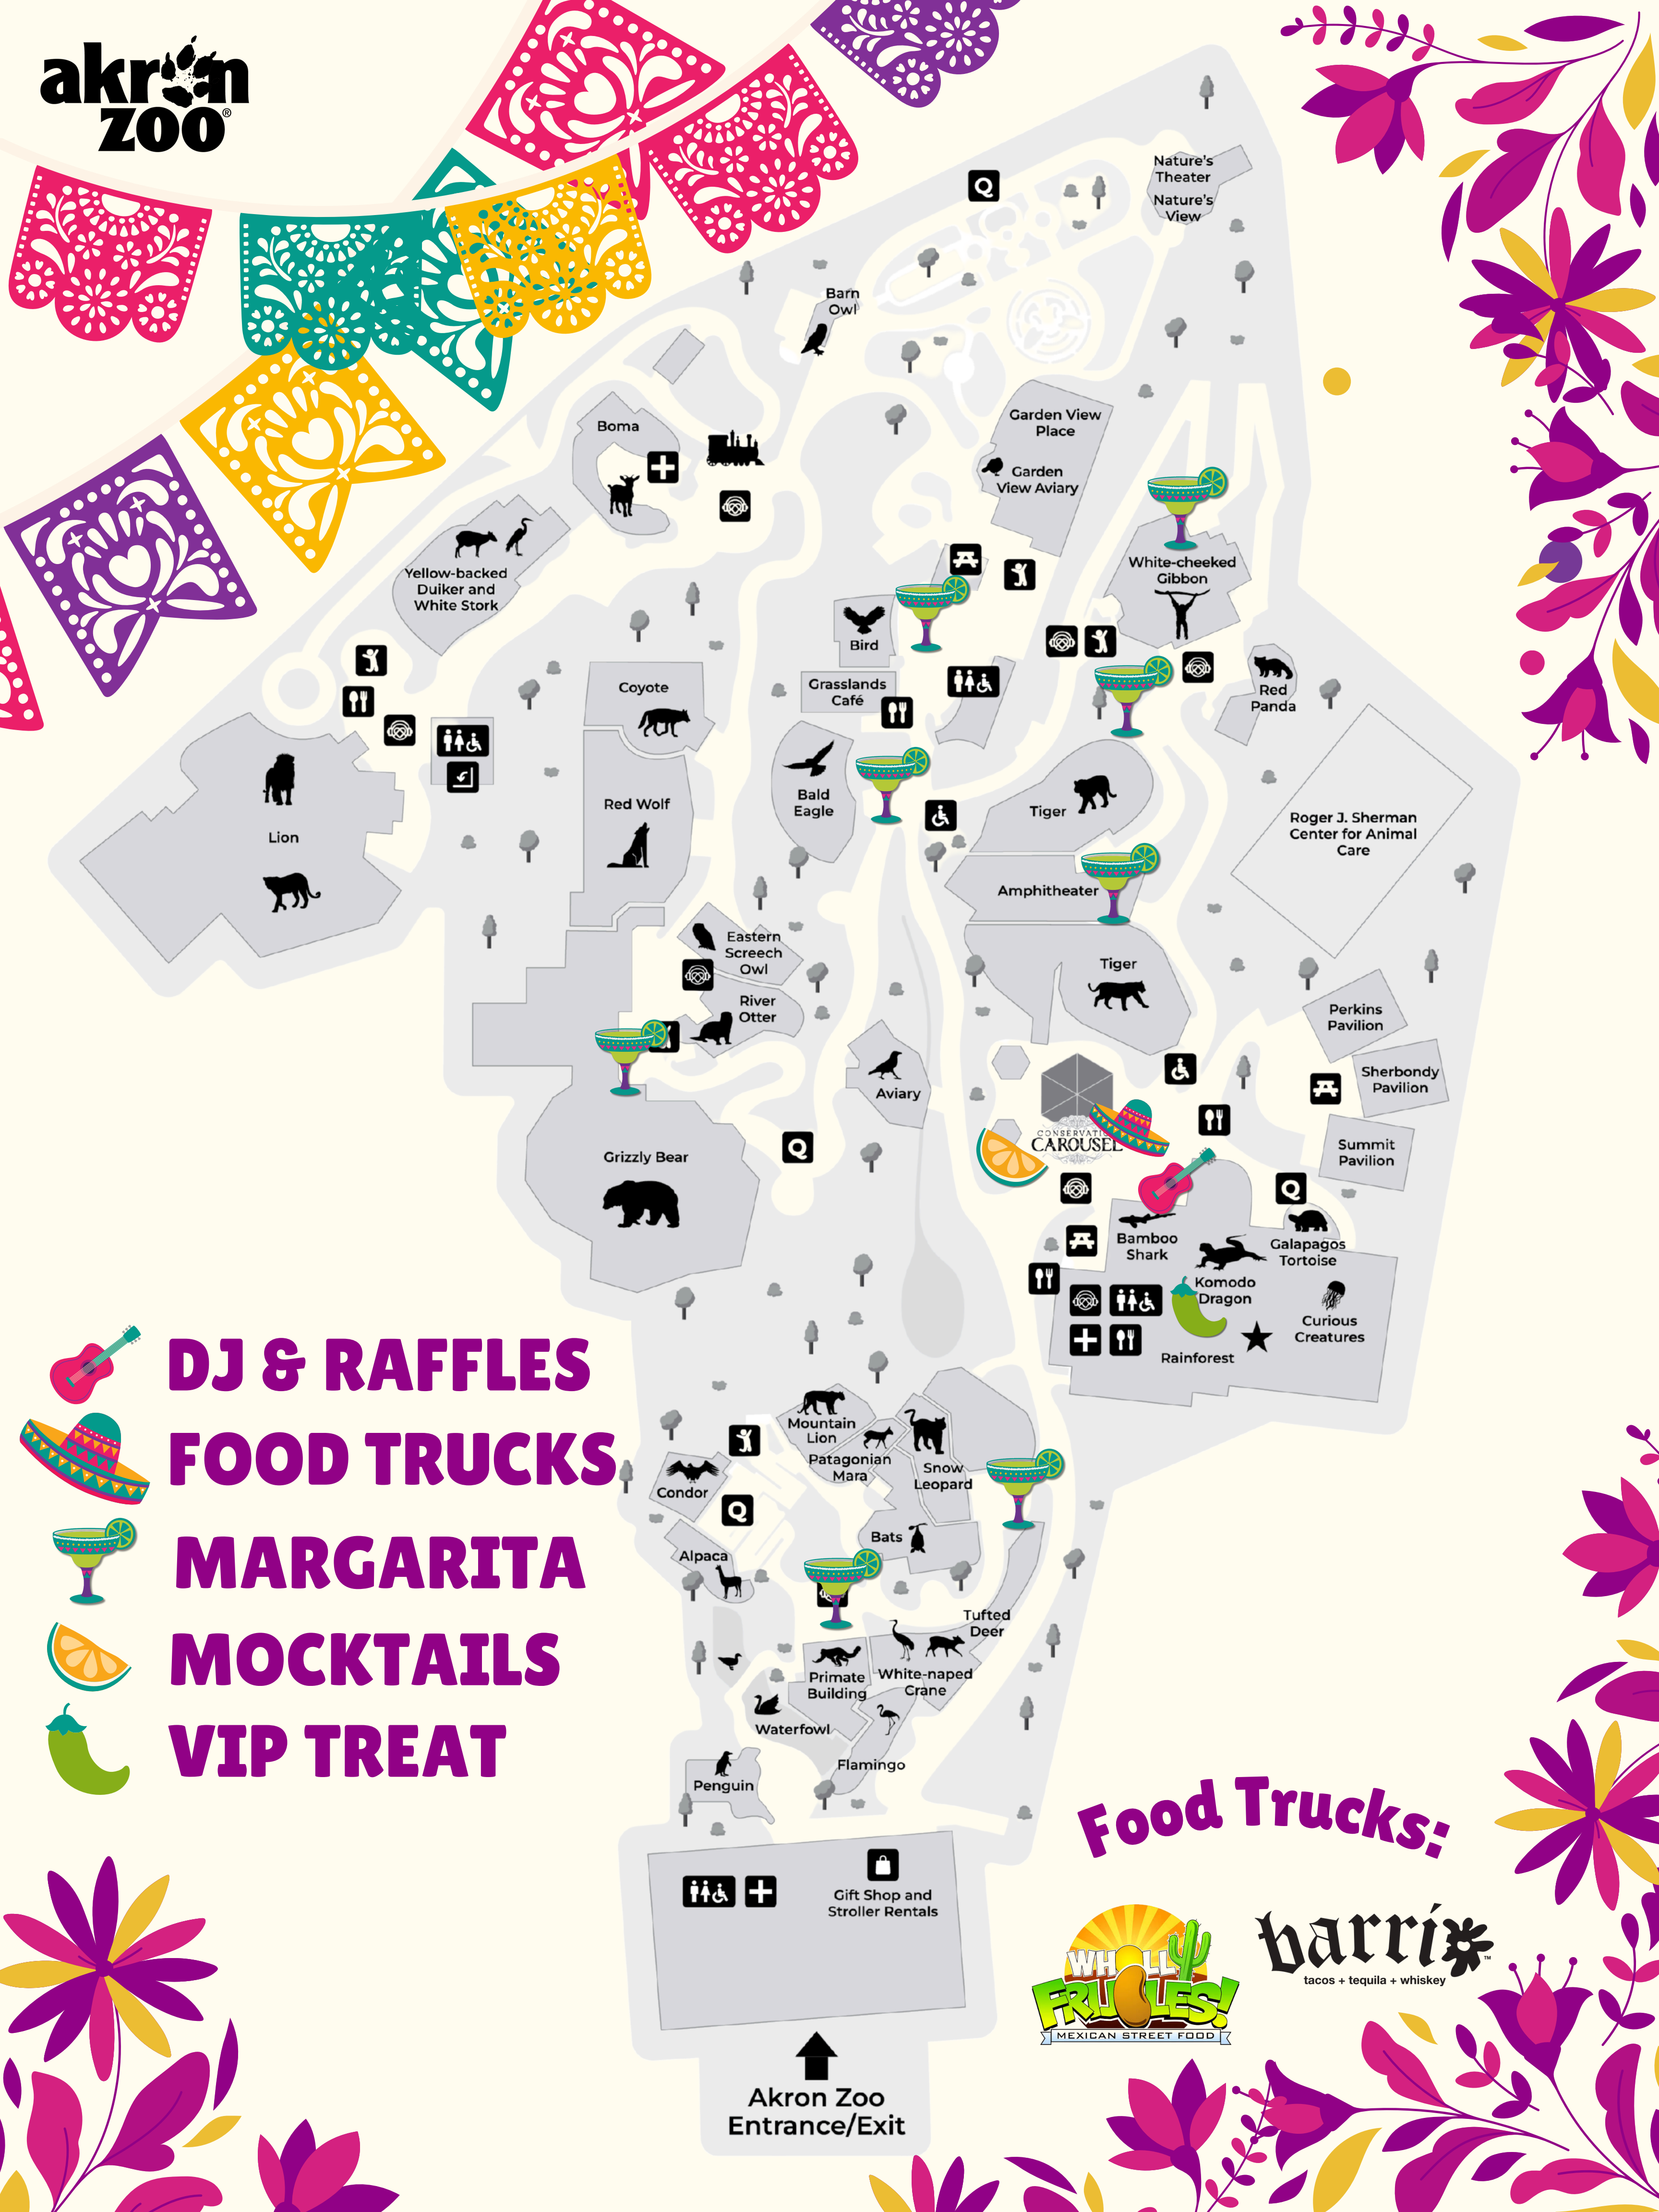 akron
ZOO®
Nature's
Theater
Nature's
View
Q
Barn
Owl
Garden View
Place
Garden
View Aviary
Boma
White-cheeked
Gibbon
Yellow-backed
Duiker and
White Stork
Bird
Grasslands
Café
Coyote
Red
Panda
Lion
Red Wolf
Bald
Eagle
Tiger
Roger J. Sherman
Center for Animal
Care
Amphitheater
Eastern
Screech
Owl
Tiger
River
Otter
Perkins
Pavilion
Sherbondy
Pavilion
Aviary
Summit
Pavilion
CAROUSEL
Grizzly Bear
Q
Q
Bamboo
Shark
Galapagos
Tortoise
Komodo
Dragon
Curious
Creatures
Rainforest
DJ & RAFFLES
FOOD TRUCKS
MARGARITA
MOCKTAILS
VIP TREAT
Mountain
Lion
Patagonian
Mara
Snow
Leopard
Condor
Q
Bats
Alpaca
Tufted
Deer
Primate
Building
White-naped
Crane
Waterfowl
Flamingo
Penguin
Gift Shop and
Stroller Rentals
Akron Zoo
Entrance/Exit
Food Trucks:
WHOLLY
FRIJOLES!
MEXICAN STREET FOOD
barrio™
tacos + tequila + whiskey